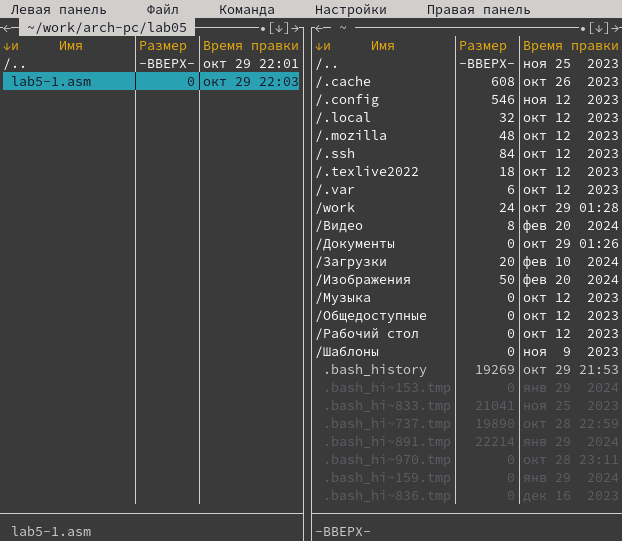 Левая панель Файл Команда Настройки Правая панель
~/work/arch-pc/lab05 •[↓]→
↓и Имя Размер Время правки
/.. -ВВЕРХ- окт 29 22:01
lab5-1.asm 0 окт 29 22:03
lab5-1.asm
← ~ •[↓]→
↓и Имя Размер Время правки
/.. -ВВЕРХ- ноя 25 2023
/.cache 608 окт 26 2023
/.config 546 ноя 12 2023
/.local 32 окт 12 2023
/.mozilla 48 окт 12 2023
/.ssh 84 окт 12 2023
/.texlive2022 18 окт 12 2023
/.var 6 окт 12 2023
/work 24 окт 29 01:28
/Видео 8 фев 20 2024
/Документы 0 окт 29 01:26
/Загрузки 20 фев 10 2024
/Изображения 50 фев 20 2024
/Музыка 0 окт 12 2023
/Общедоступные 0 окт 12 2023
/Рабочий стол 0 окт 12 2023
/Шаблоны 0 ноя 9 2023
.bash_history 19269 окт 29 21:53
.bash_hi~153.tmp 0 янв 29 2024
.bash_hi~833.tmp 21041 ноя 25 2023
.bash_hi~737.tmp 19890 окт 28 22:59
.bash_hi~891.tmp 22214 янв 29 2024
.bash_hi~970.tmp 0 окт 28 23:11
.bash_hi~159.tmp 0 янв 29 2024
.bash_hi~836.tmp 0 дек 16 2023
-ВВЕРХ-